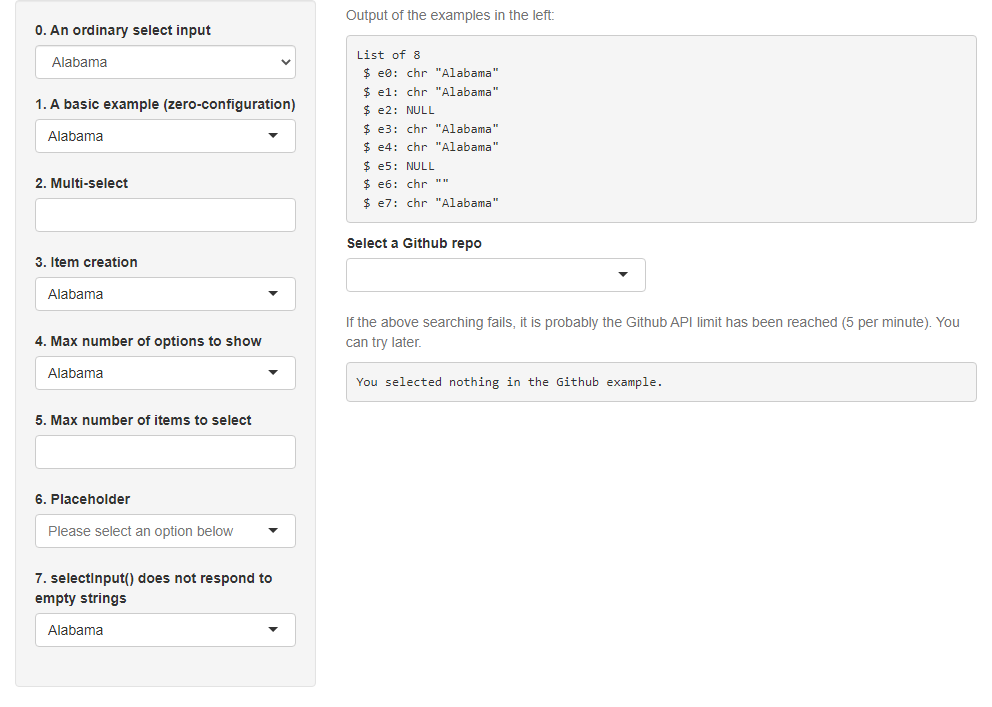 0. An ordinary select input
Alabama
1. A basic example (zero-configuration)
Alabama
2. Multi-select
3. Item creation
Alabama
4. Max number of options to show
Alabama
5. Max number of items to select
6. Placeholder
Please select an option below
7. selectInput() does not respond to
empty strings
Alabama
Output of the examples in the left:
List of 8
 $ e0: chr "Alabama"
 $ e1: chr "Alabama"
 $ e2: NULL
 $ e3: chr "Alabama"
 $ e4: chr "Alabama"
 $ e5: NULL
 $ e6: chr ""
 $ e7: chr "Alabama"
Select a Github repo
If the above searching fails, it is probably the Github API limit has been reached (5 per minute). You
can try later.
You selected nothing in the Github example.